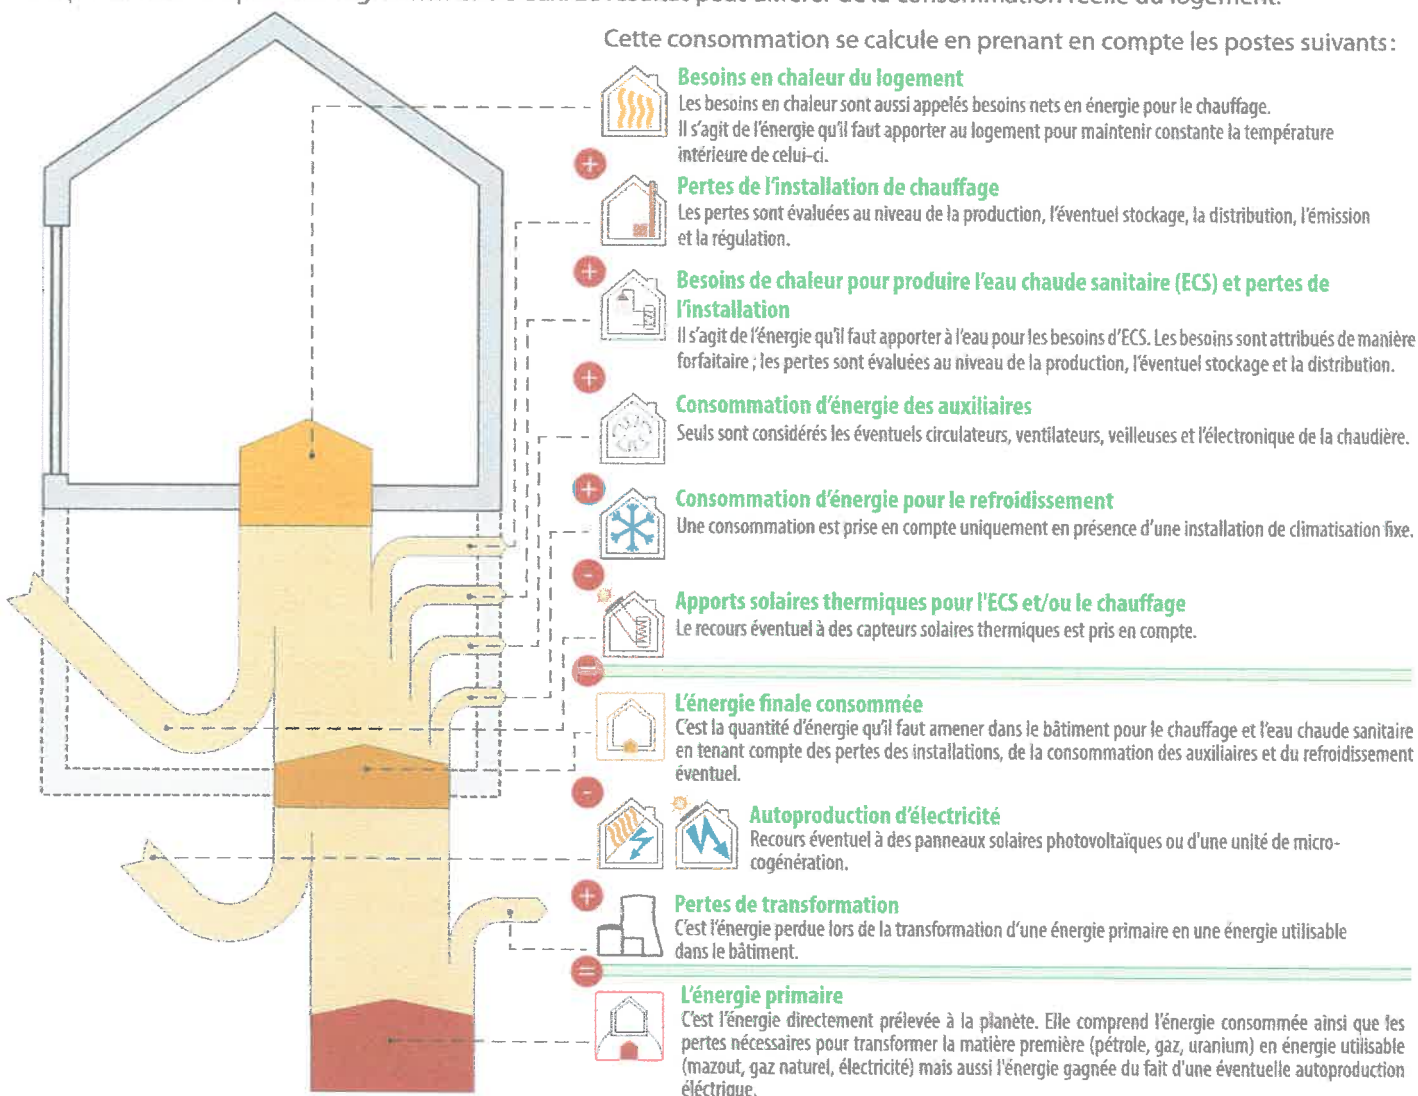 résultat peut différer de la consommation réelle du logement.
Cette consommation se calcule en prenant en compte les postes suivants :
Besoins en chaleur du logement
Les besoins en chaleur sont aussi appelés besoins nets en énergie pour le chauffage.
Il s'agit de l'énergie qu'il faut apporter au logement pour maintenir constante la température
intérieure de celui-ci.
+
Pertes de l'installation de chauffage
Les pertes sont évaluées au niveau de la production, l'éventuel stockage, la distribution, l'émission
et la régulation.
+
Besoins de chaleur pour produire l'eau chaude sanitaire (ECS) et pertes de
l'installation
Il s'agit de l'énergie qu'il faut apporter à l'eau pour les besoins d'ECS. Les besoins sont attribués de manière
forfaitaire ; les pertes sont évaluées au niveau de la production, l'éventuel stockage et la distribution.
+
Consommation d'énergie des auxiliaires
Seuls sont considérés les éventuels circulateurs, ventilateurs, veilleuses et l'électronique de la chaudière.
+
Consommation d'énergie pour le refroidissement
Une consommation est prise en compte uniquement en présence d'une installation de climatisation fixe.
-
Apports solaires thermiques pour l'ECS et/ou le chauffage
Le recours éventuel à des capteurs solaires thermiques est pris en compte.
=
L'énergie finale consommée
C'est la quantité d'énergie qu'il faut amener dans le bâtiment pour le chauffage et l'eau chaude sanitaire
en tenant compte des pertes des installations, de la consommation des auxiliaires et du refroidissement
éventuel.
-
Autoproduction d'électricité
Recours éventuel à des panneaux solaires photovoltaïques ou d'une unité de micro-
cogénération.
+
Pertes de transformation
C'est l'énergie perdue lors de la transformation d'une énergie primaire en une énergie utilisable
dans le bâtiment.
=
L'énergie primaire
C'est l'énergie directement prélevée à la planète. Elle comprend l'énergie consommée ainsi que les
pertes nécessaires pour transformer la matière première (pétrole, gaz, uranium) en énergie utilisable
(mazout, gaz naturel, électricité) mais aussi l'énergie gagnée du fait d'une éventuelle autoproduction
éléctrique.